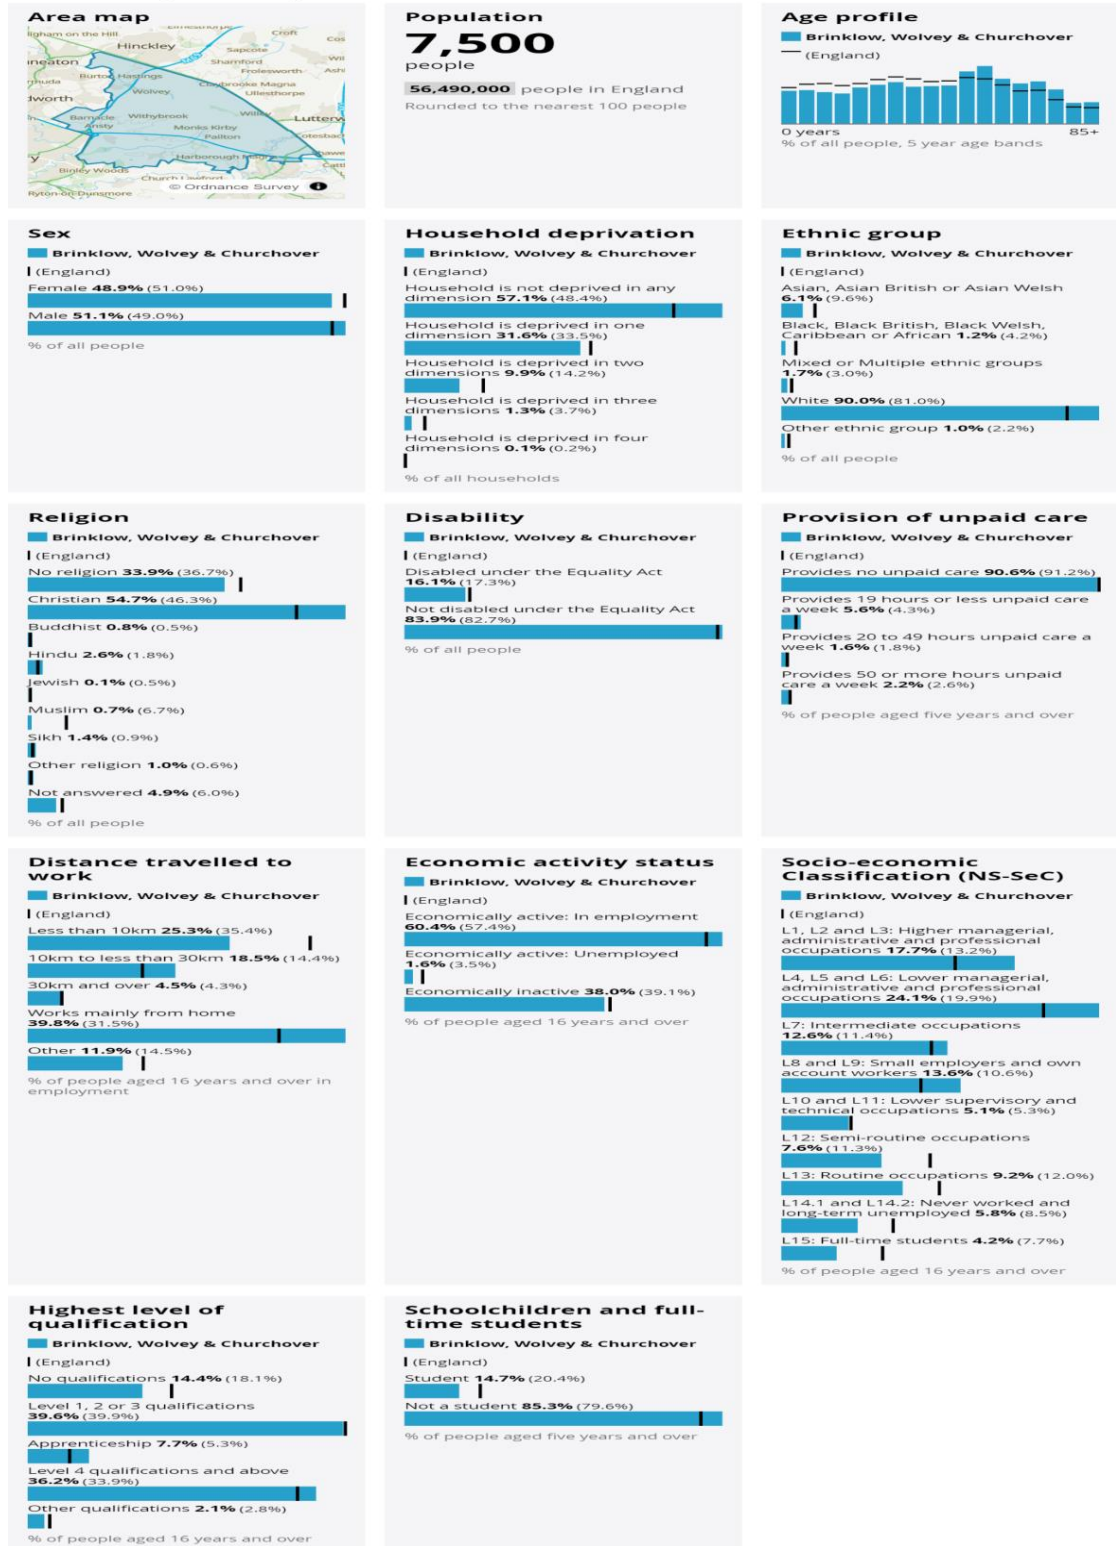 Area map
Hinckley
Croft
Sapcote
Sharnford
Frolesworth
Burton Hastings
Claybrooke Magna
Wolvey
Ullesthorpe
Barnacle
Withybrook
Willey
Ansty
Monks Kirby
Pailton
Harborough Magna
Binley Woods
Church Lawford
Ryton-on-Dunsmore
© Ordnance Survey
Population
7,500
people
56,490,000 people in England
Rounded to the nearest 100 people
Age profile
Brinklow, Wolvey & Churchover
(England)
0 years 85+
% of all people, 5 year age bands
Sex
Brinklow, Wolvey & Churchover
(England)
Female 48.9% (51.0%)
Male 51.1% (49.0%)
% of all people
Household deprivation
Brinklow, Wolvey & Churchover
(England)
Household is not deprived in any
dimension 57.1% (48.4%)
Household is deprived in one
dimension 31.6% (33.5%)
Household is deprived in two
dimensions 9.9% (14.2%)
Household is deprived in three
dimensions 1.3% (3.7%)
Household is deprived in four
dimensions 0.1% (0.2%)
% of all households
Ethnic group
Brinklow, Wolvey & Churchover
(England)
Asian, Asian British or Asian Welsh
6.1% (9.6%)
Black, Black British, Black Welsh,
Caribbean or African 1.2% (4.2%)
Mixed or Multiple ethnic groups
1.7% (3.0%)
White 90.0% (81.0%)
Other ethnic group 1.0% (2.2%)
% of all people
Religion
Brinklow, Wolvey & Churchover
(England)
No religion 33.9% (36.7%)
Christian 54.7% (46.3%)
Buddhist 0.8% (0.5%)
Hindu 2.6% (1.8%)
Jewish 0.1% (0.5%)
Muslim 0.7% (6.7%)
Sikh 1.4% (0.9%)
Other religion 1.0% (0.6%)
Not answered 4.9% (6.0%)
% of all people
Disability
Brinklow, Wolvey & Churchover
(England)
Disabled under the Equality Act
16.1% (17.3%)
Not disabled under the Equality Act
83.9% (82.7%)
% of all people
Provision of unpaid care
Brinklow, Wolvey & Churchover
(England)
Provides no unpaid care 90.6% (91.2%)
Provides 19 hours or less unpaid care
a week 5.6% (4.3%)
Provides 20 to 49 hours unpaid care a
week 1.6% (1.8%)
Provides 50 or more hours unpaid
care a week 2.2% (2.6%)
% of people aged five years and over
Distance travelled to
work
Brinklow, Wolvey & Churchover
(England)
Less than 10km 25.3% (35.4%)
10km to less than 30km 18.5% (14.4%)
30km and over 4.5% (4.3%)
Works mainly from home
39.8% (31.5%)
Other 11.9% (14.5%)
% of people aged 16 years and over in
employment
Economic activity status
Brinklow, Wolvey & Churchover
(England)
Economically active: In employment
60.4% (57.4%)
Economically active: Unemployed
1.6% (3.5%)
Economically inactive 38.0% (39.1%)
% of people aged 16 years and over
Socio-economic
Classification (NS-SeC)
Brinklow, Wolvey & Churchover
(England)
L1, L2 and L3: Higher managerial,
administrative and professional
occupations 17.7% (13.2%)
L4, L5 and L6: Lower managerial,
administrative and professional
occupations 24.1% (19.9%)
L7: Intermediate occupations
12.6% (11.4%)
L8 and L9: Small employers and own
account workers 13.6% (10.6%)
L10 and L11: Lower supervisory and
technical occupations 5.1% (5.3%)
L12: Semi-routine occupations
7.6% (11.3%)
L13: Routine occupations 9.2% (12.0%)
L14.1 and L14.2: Never worked and
long-term unemployed 5.8% (8.5%)
L15: Full-time students 4.2% (7.7%)
% of people aged 16 years and over
Highest level of
qualification
Brinklow, Wolvey & Churchover
(England)
No qualifications 14.4% (18.1%)
Level 1, 2 or 3 qualifications
39.6% (39.9%)
Apprenticeship 7.7% (5.3%)
Level 4 qualifications and above
36.2% (33.9%)
Other qualifications 2.1% (2.8%)
% of people aged 16 years and over
Schoolchildren and full-
time students
Brinklow, Wolvey & Churchover
(England)
Student 14.7% (20.4%)
Not a student 85.3% (79.6%)
% of people aged five years and over